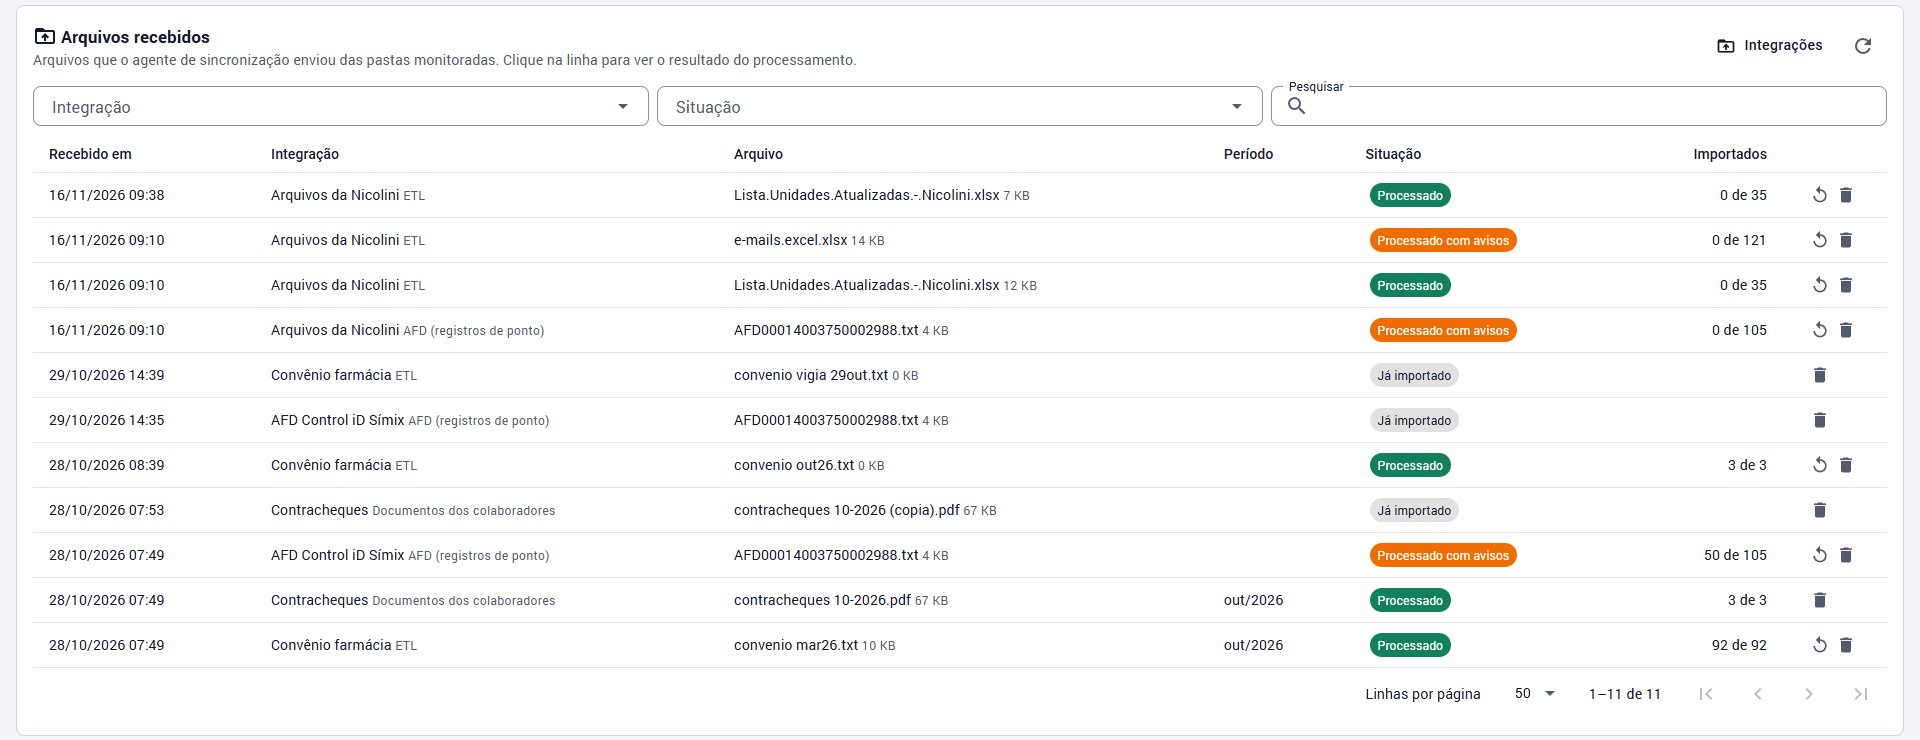 Arquivos recebidos
Arquivos que o agente de sincronização enviou das pastas monitoradas. Clique na linha para ver o resultado do processamento.
Integrações
Integração
Situação
Pesquisar
Recebido em Integração Arquivo Período Situação Importados
16/11/2026 09:38 Arquivos da Nicolini ETL Lista.Unidades.Atualizadas.-.Nicolini.xlsx 7 KB Processado 0 de 35
16/11/2026 09:10 Arquivos da Nicolini ETL e-mails.excel.xlsx 14 KB Processado com avisos 0 de 121
16/11/2026 09:10 Arquivos da Nicolini ETL Lista.Unidades.Atualizadas.-.Nicolini.xlsx 12 KB Processado 0 de 35
16/11/2026 09:10 Arquivos da Nicolini AFD (registros de ponto) AFD00014003750002988.txt 4 KB Processado com avisos 0 de 105
29/10/2026 14:39 Convênio farmácia ETL convenio vigia 29out.txt 0 KB Já importado
29/10/2026 14:35 AFD Control iD Símix AFD (registros de ponto) AFD00014003750002988.txt 4 KB Já importado
28/10/2026 08:39 Convênio farmácia ETL convenio out26.txt 0 KB Processado 3 de 3
28/10/2026 07:53 Contracheques Documentos dos colaboradores contracheques 10-2026 (copia).pdf 67 KB Já importado
28/10/2026 07:49 AFD Control iD Símix AFD (registros de ponto) AFD00014003750002988.txt 4 KB Processado com avisos 50 de 105
28/10/2026 07:49 Contracheques Documentos dos colaboradores contracheques 10-2026.pdf 67 KB out/2026 Processado 3 de 3
28/10/2026 07:49 Convênio farmácia ETL convenio mar26.txt 10 KB out/2026 Processado 92 de 92
Linhas por página 50 1–11 de 11